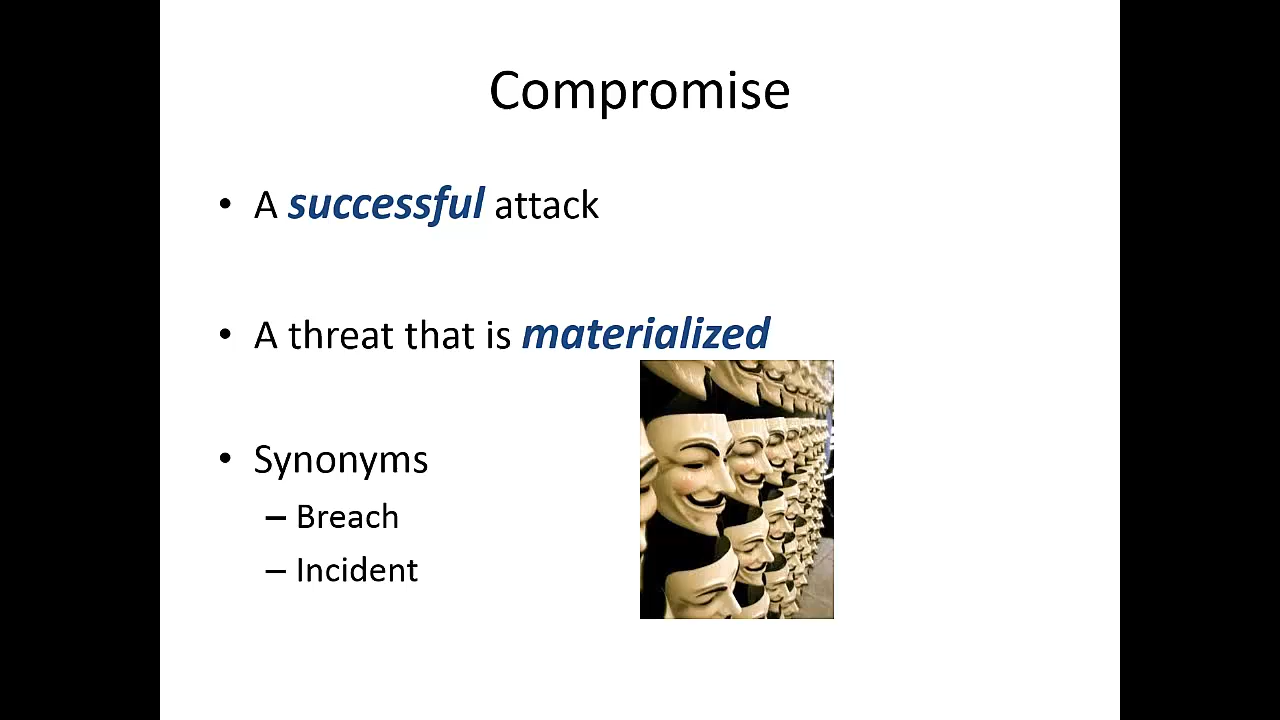 Compromise
• A successful attack
• A threat that is materialized
• Synonyms
– Breach
– Incident